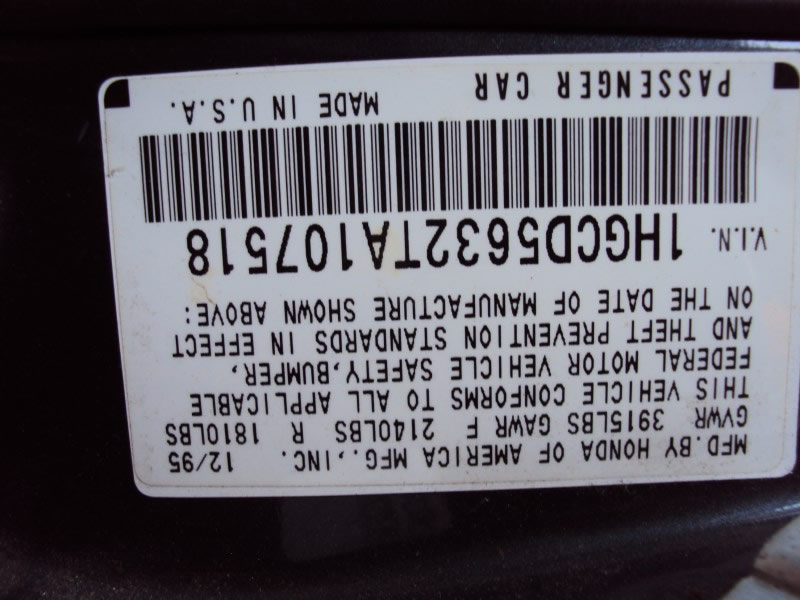 MFD.BY HONDA OF AMERICA MFG.,INC. 12/95
GVWR 3915LBS GAWR F 2140LBS R 1810LBS
THIS VEHICLE CONFORMS TO ALL APPLICABLE
FEDERAL MOTOR VEHICLE SAFETY,BUMPER,
AND THEFT PREVENTION STANDARDS IN EFFECT
ON THE DATE OF MANUFACTURE SHOWN ABOVE:
V.I.N. 1HGCD5632TA107518
PASSENGER CAR MADE IN U.S.A.